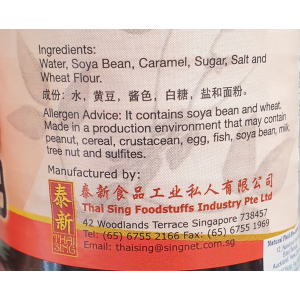 Ingredients:
Water, Soya Bean, Caramel, Sugar, Salt and
Wheat Flour.
成份：水，黄豆，酱色，白糖，盐和面粉。
Allergen Advice: It contains soya bean and wheat.
Made in a production environment that may contain
peanut, cereal, crustacean, egg, fish, soya bean, milk,
tree nut and sulfites.
Manufactured by:
泰新
THAI
SING
泰新食品工业私人有限公司
Thai Sing Foodstuffs Industry Pte Ltd
42 Woodlands Terrace Singapore 738457
Tel: (65) 6755 2166 Fax: (65) 6755 1969
Email: thaising@singnet.com.sg